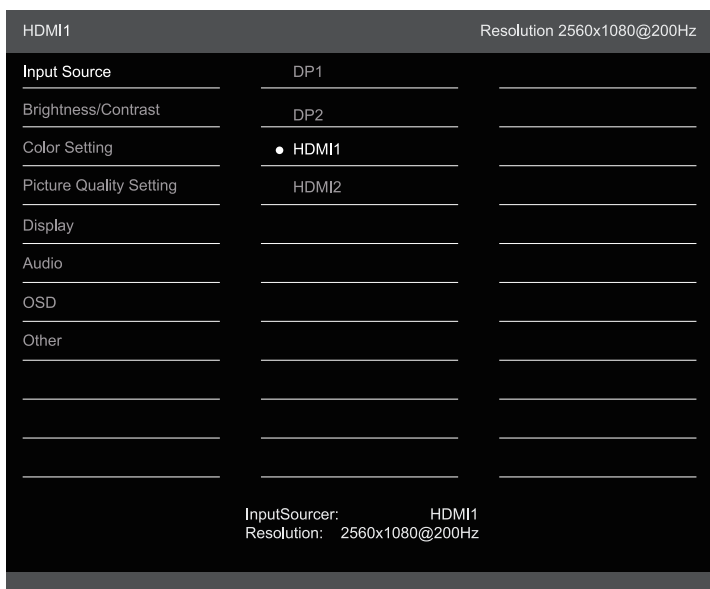 HDMI1 Resolution 2560x1080@200Hz
Input Source DP1
Brightness/Contrast DP2
Color Setting HDMI1
Picture Quality Setting HDMI2
Display
Audio
OSD
Other
InputSourcer: HDMI1
Resolution: 2560x1080@200Hz